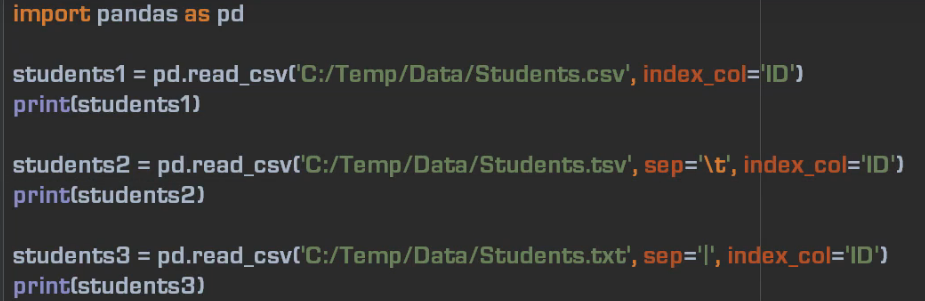 import pandas as pd
students1 = pd.read_csv('C:/Temp/Data/Students.csv', index_col='ID')
print(students1)
students2 = pd.read_csv('C:/Temp/Data/Students.tsv', sep='\t', index_col='ID')
print(students2)
students3 = pd.read_csv('C:/Temp/Data/Students.txt', sep='|', index_col='ID')
print(students3)